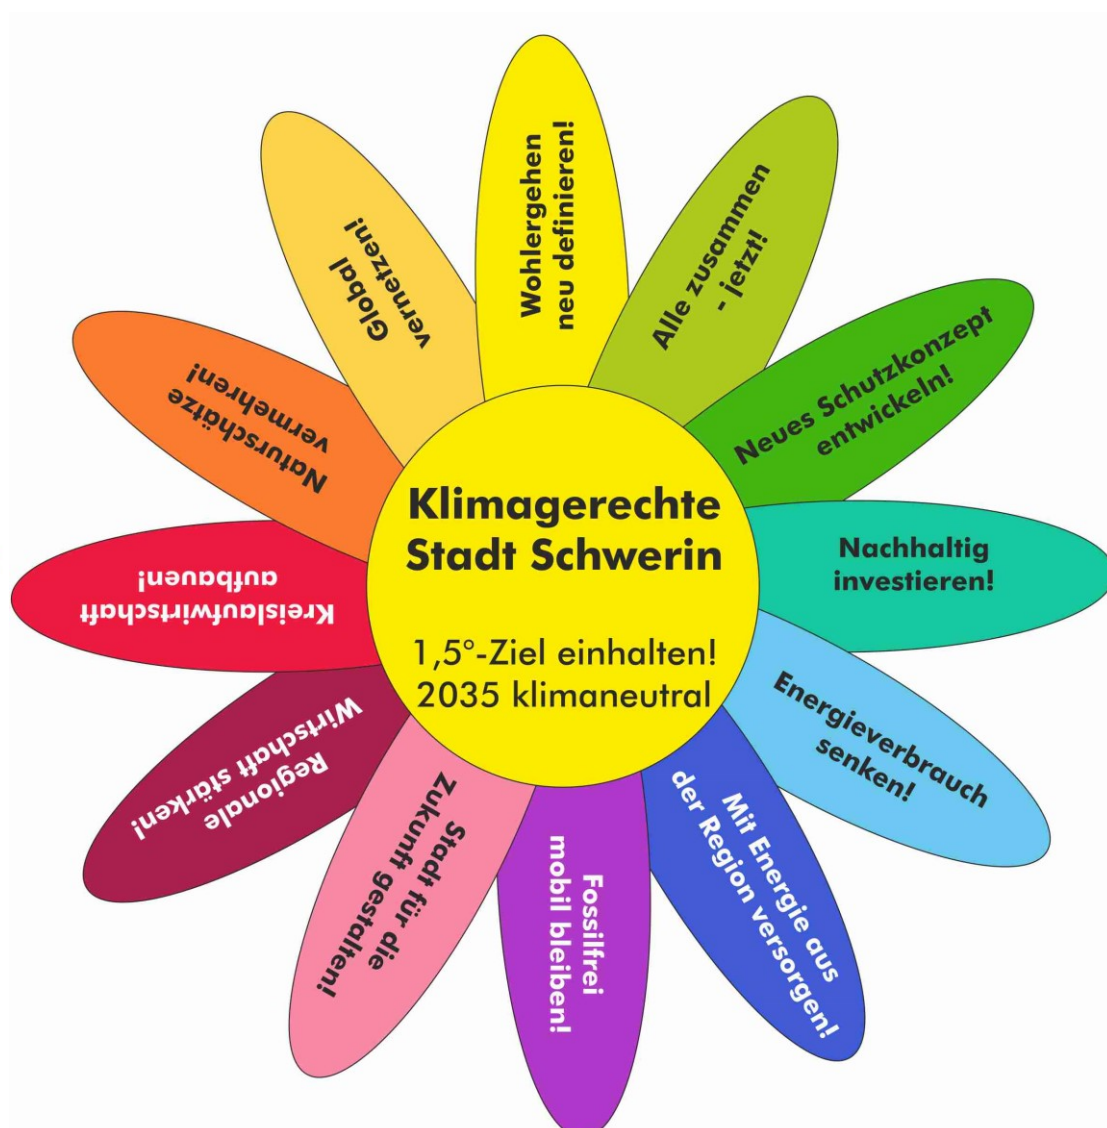 Klimagerechte
Stadt Schwerin
1,5°-Ziel einhalten!
2035 klimaneutral
Wohlergehen
neu definieren!
Alle zusammen
- jetzt!
Neues Schutzkonzept
entwickeln!
Nachhaltig
investieren!
Energieverbrauch
senken!
Mit Energie aus
der Region versorgen!
Fossilfrei
mobil bleiben!
Stadt für die
Zukunft gestalten!
Regionale
Wirtschaft stärken!
Kreislaufwirtschaft
aufbauen!
Naturschätze
vermehren!
Global
vernetzen!